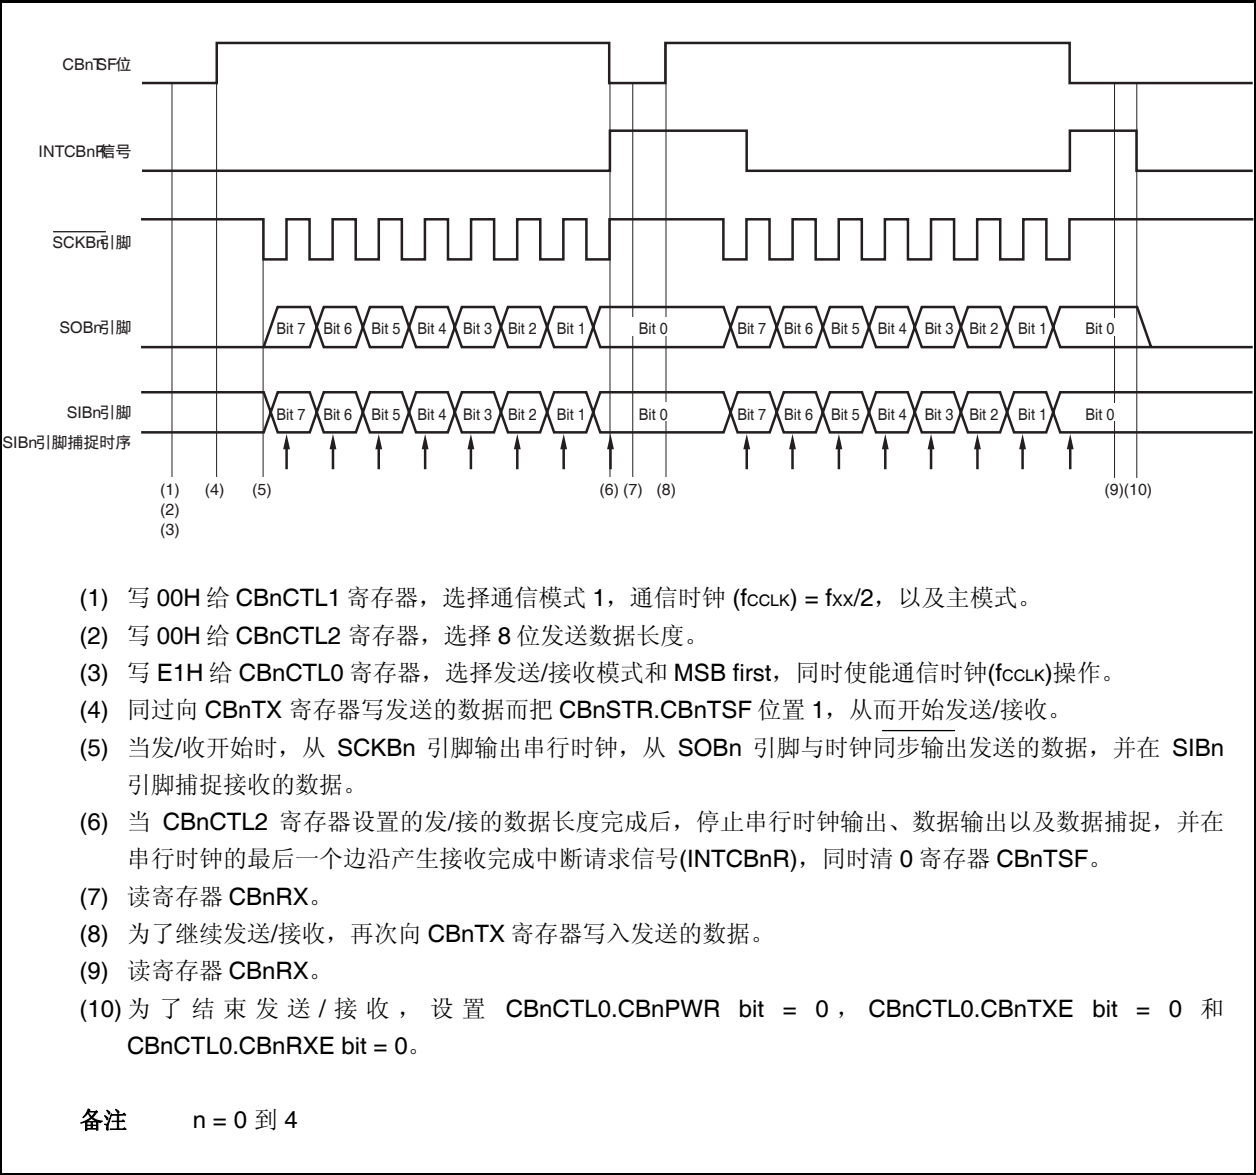 CBnTSF位
INTCBnR信号
SCKBn引脚
SOBn引脚
Bit 7 Bit 6 Bit 5 Bit 4 Bit 3 Bit 2 Bit 1 Bit 0 Bit 7 Bit 6 Bit 5 Bit 4 Bit 3 Bit 2 Bit 1 Bit 0
SIBn引脚
Bit 7 Bit 6 Bit 5 Bit 4 Bit 3 Bit 2 Bit 1 Bit 0 Bit 7 Bit 6 Bit 5 Bit 4 Bit 3 Bit 2 Bit 1 Bit 0
SIBn引脚捕捉时序
(1) (4) (5) (6) (7) (8) (9) (10)
(2)
(3)
(1) 写 00H 给 CBnCTL1 寄存器，选择通信模式 1，通信时钟 (fCCLK) = fXX/2，以及主模式。
(2) 写 00H 给 CBnCTL2 寄存器，选择 8 位发送数据长度。
(3) 写 E1H 给 CBnCTL0 寄存器，选择发送/接收模式和 MSB first，同时使能通信时钟(fCCLK)操作。
(4) 同过向 CBnTX 寄存器写发送的数据而把 CBnSTR.CBnTSF 位置 1，从而开始发送/接收。
(5) 当发/收开始时，从 SCKBn 引脚输出串行时钟，从 SOBn 引脚与时钟同步输出发送的数据，并在 SIBn
引脚捕捉接收的数据。
(6) 当 CBnCTL2 寄存器设置的发/接的数据长度完成后，停止串行时钟输出、数据输出以及数据捕捉，并在
串行时钟的最后一个边沿产生接收完成中断请求信号(INTCBnR)，同时清 0 寄存器 CBnTSF。
(7) 读寄存器 CBnRX。
(8) 为了继续发送/接收，再次向 CBnTX 寄存器写入发送的数据。
(9) 读寄存器 CBnRX。
(10) 为了结束发送/接收，设置 CBnCTL0.CBnPWR bit = 0，CBnCTL0.CBnTXE bit = 0 和
CBnCTL0.CBnRXE bit = 0。
备注 n = 0 到 4